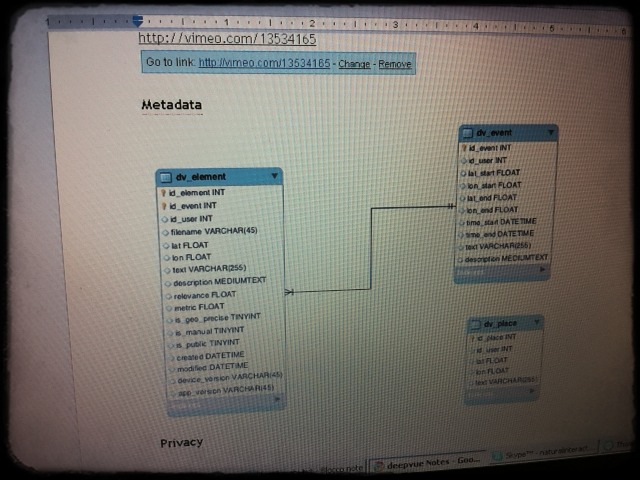 1 2 3 4 5 6
http://vimeo.com/13534165
Go to link: http://vimeo.com/13534165 - Change - Remove
Metadata
dv_element
id_element INT
id_event INT
id_user INT
filename VARCHAR(45)
lat FLOAT
lon FLOAT
text VARCHAR(255)
description MEDIUMTEXT
relevance FLOAT
metric FLOAT
is_geo_precise TINYINT
is_manual TINYINT
is_public TINYINT
created DATETIME
modified DATETIME
device_version VARCHAR(45)
app_version VARCHAR(45)
dv_event
id_event INT
id_user INT
lat_start FLOAT
lon_start FLOAT
lat_end FLOAT
lon_end FLOAT
time_start DATETIME
time_end DATETIME
text VARCHAR(255)
description MEDIUMTEXT
dv_place
id_place INT
id_user INT
lat FLOAT
lon FLOAT
text VARCHAR(255)
Privacy
deepvue Notes - Goo...
Skype™ -